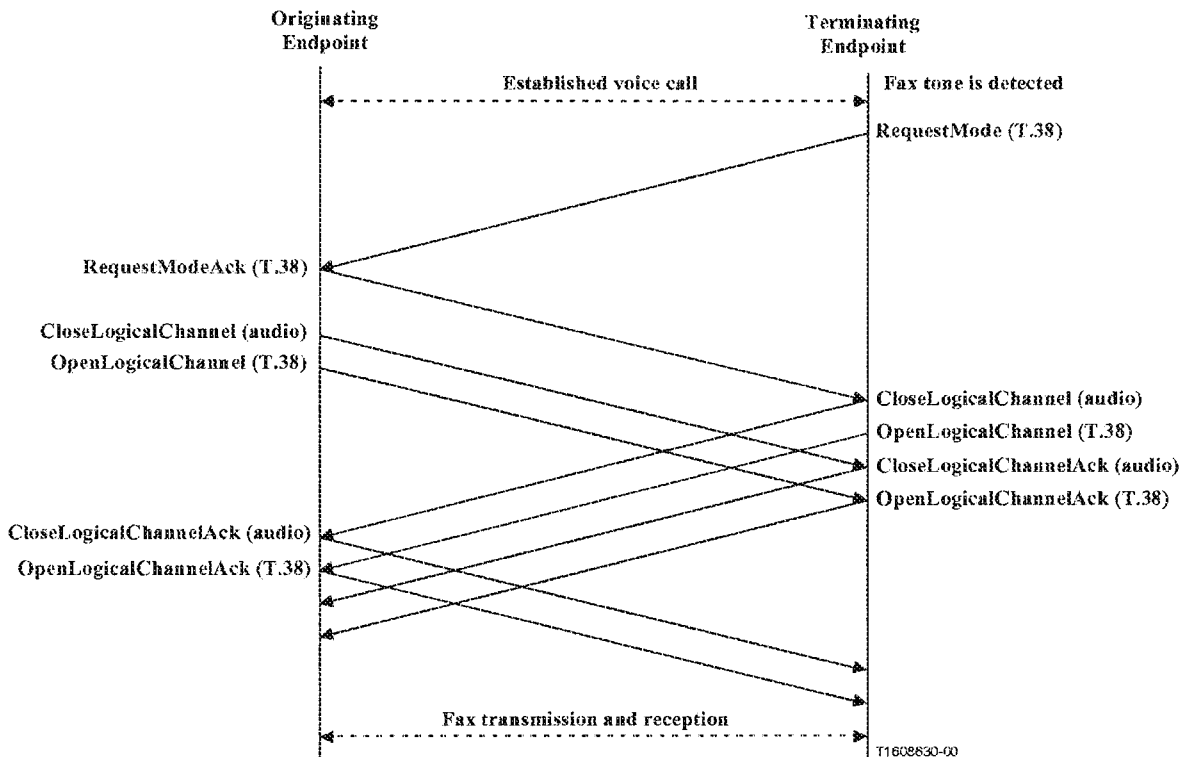 Originating
Endpoint
Terminating
Endpoint
Established voice call
Fax tone is detected
RequestMode (T.38)
RequestModeAck (T.38)
CloseLogicalChannel (audio)
OpenLogicalChannel (T.38)
CloseLogicalChannel (audio)
OpenLogicalChannel (T.38)
CloseLogicalChannelAck (audio)
OpenLogicalChannelAck (T.38)
CloseLogicalChannelAck (audio)
OpenLogicalChannelAck (T.38)
Fax transmission and reception
T1608630-00